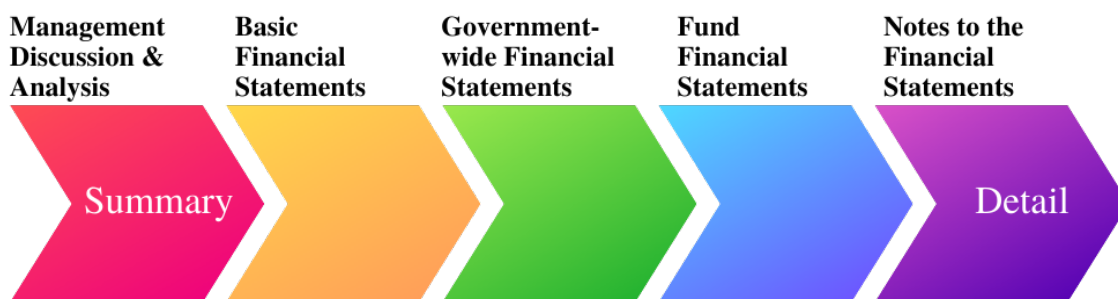 Management
Discussion &
Analysis
Basic
Financial
Statements
Government-
wide Financial
Statements
Fund
Financial
Statements
Notes to the
Financial
Statements
Summary
Detail